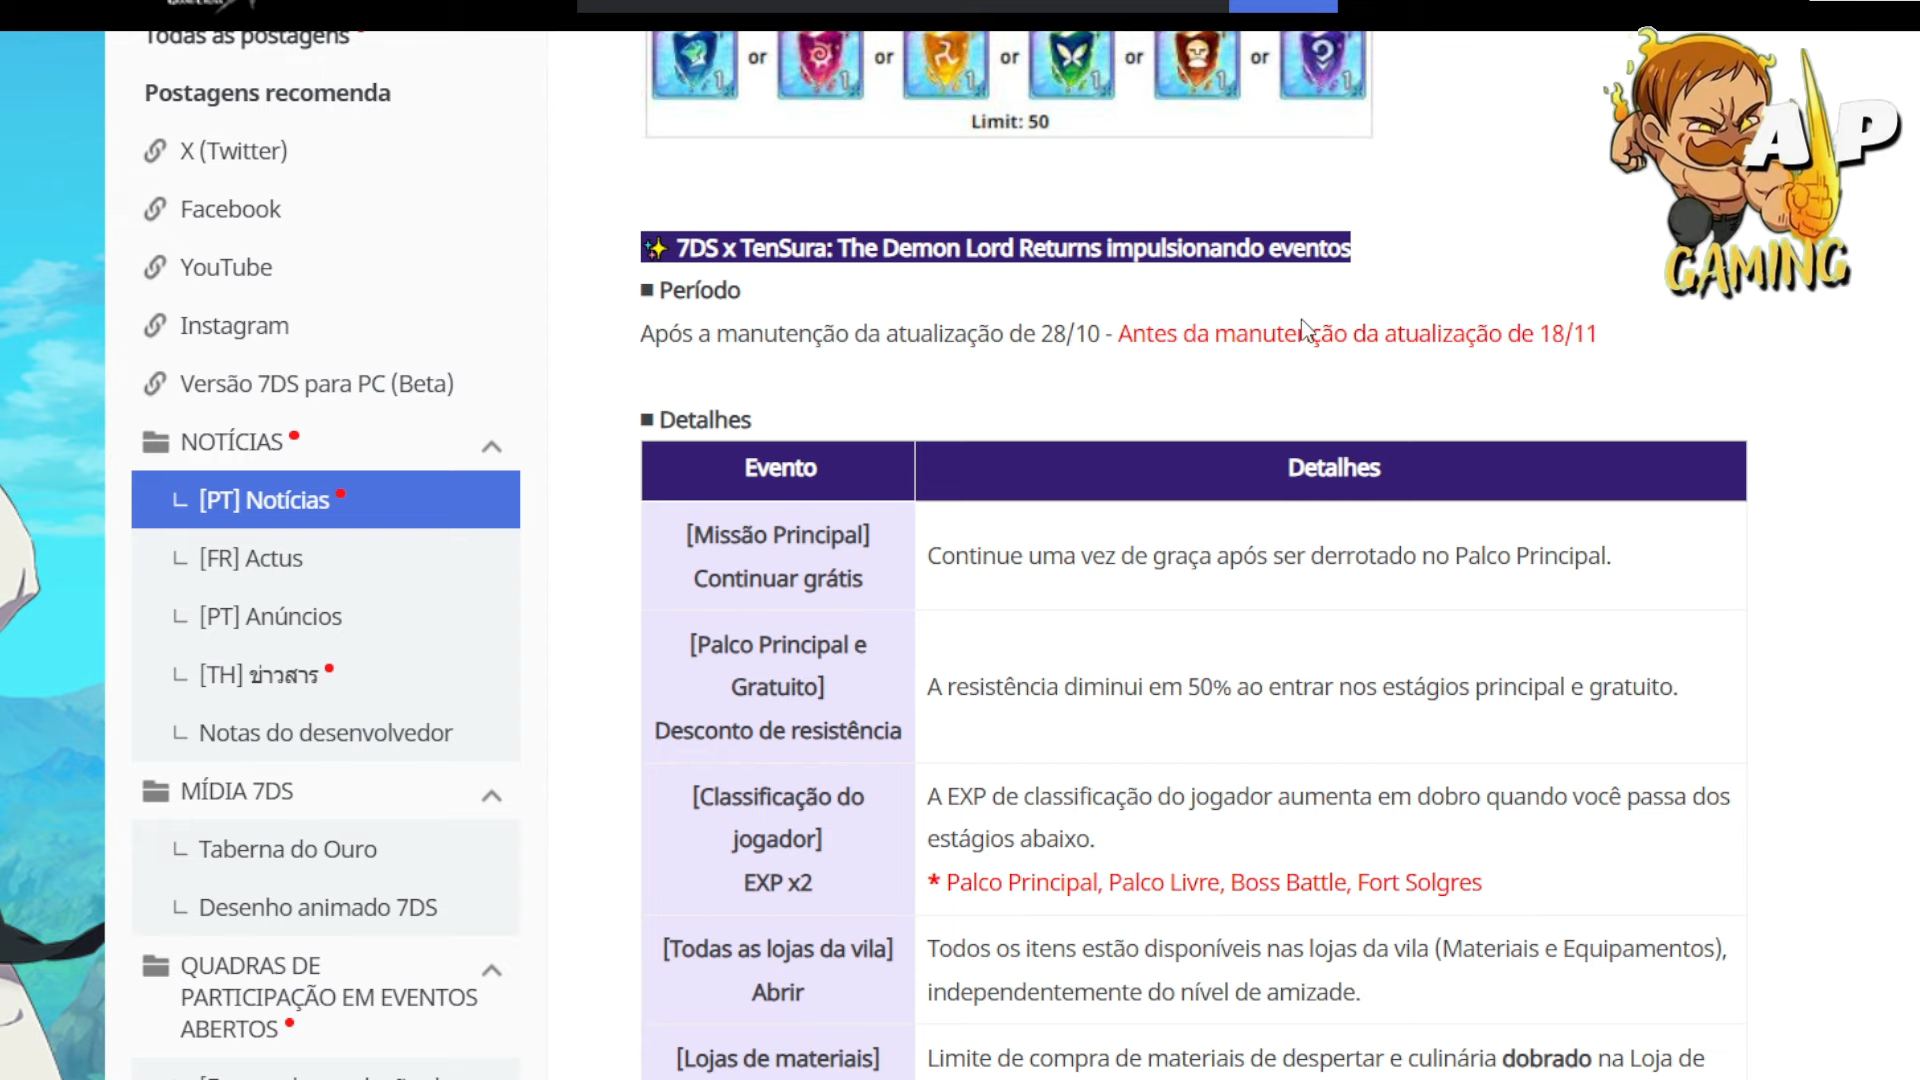 Todas as postagens
Postagens recomenda
X (Twitter)
Facebook
YouTube
Instagram
Versão 7DS para PC (Beta)
NOTÍCIAS
[PT] Notícias
[FR] Actus
[PT] Anúncios
[TH] ข่าวสาร
Notas do desenvolvedor
MÍDIA 7DS
Taberna do Ouro
Desenho animado 7DS
QUADRAS DE
PARTICIPAÇÃO EM EVENTOS
ABERTOS
1 or 1 or 1 or 1 or 1 or 1
Limit: 50
✨ 7DS x TenSura: The Demon Lord Returns impulsionando eventos
■ Período
Após a manutenção da atualização de 28/10 - Antes da manutenção da atualização de 18/11
■ Detalhes
Evento
Detalhes
[Missão Principal]
Continuar grátis
Continue uma vez de graça após ser derrotado no Palco Principal.
[Palco Principal e
Gratuito]
Desconto de resistência
A resistência diminui em 50% ao entrar nos estágios principal e gratuito.
[Classificação do
jogador]
EXP x2
A EXP de classificação do jogador aumenta em dobro quando você passa dos
estágios abaixo.
* Palco Principal, Palco Livre, Boss Battle, Fort Solgres
[Todas as lojas da vila]
Abrir
Todos os itens estão disponíveis nas lojas da vila (Materiais e Equipamentos),
independentemente do nível de amizade.
[Lojas de materiais]
Limite de compra de materiais de despertar e culinária dobrado na Loja de
AP
GAMING